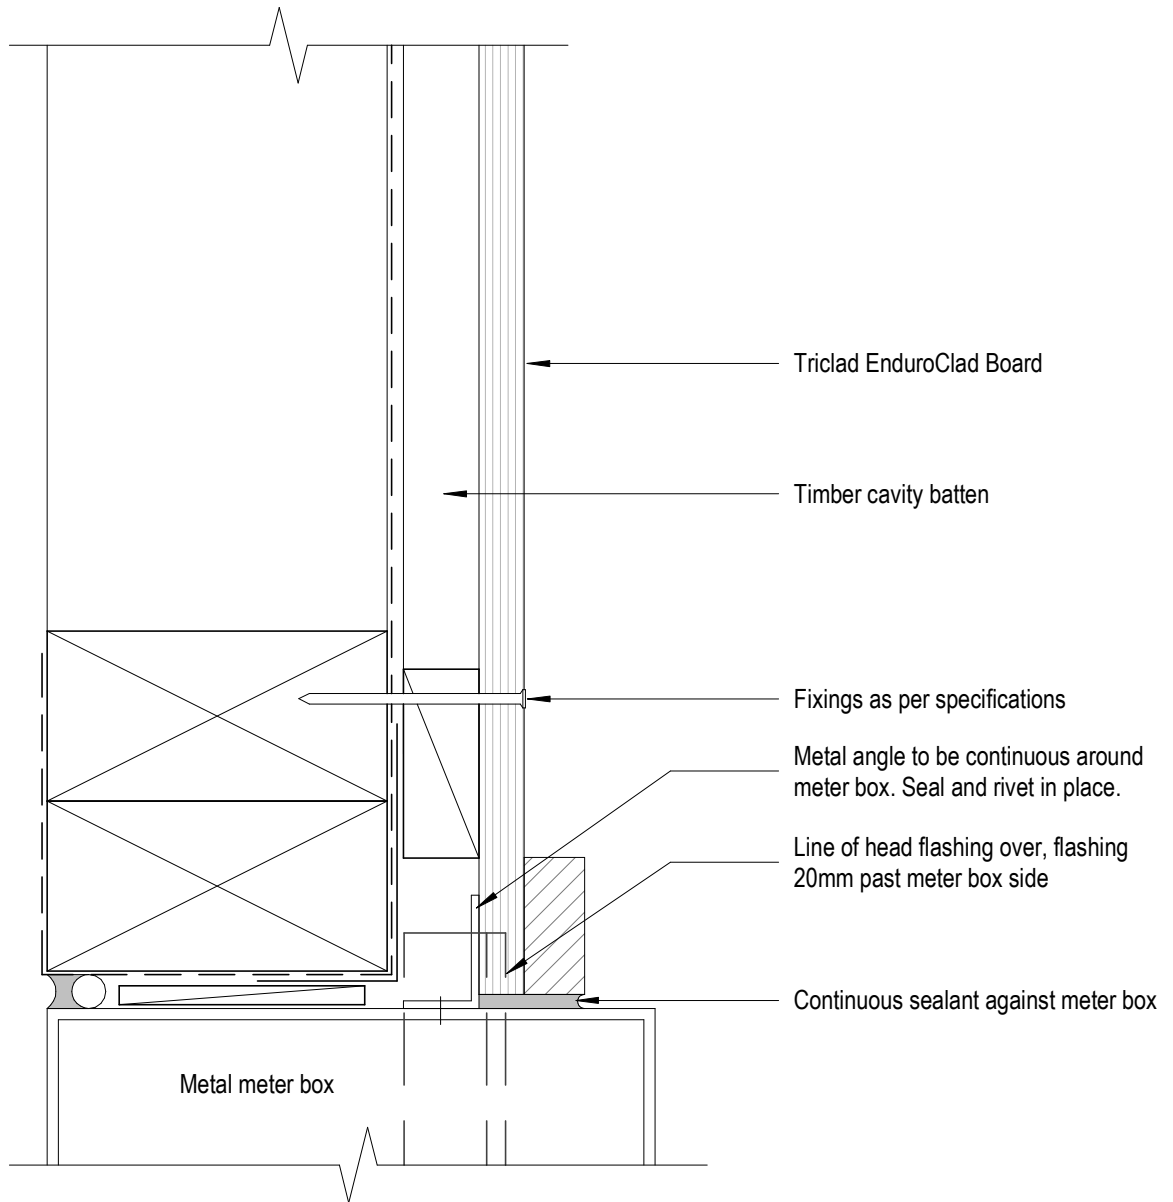 Triclad EnduroClad Board
Timber cavity batten
Fixings as per specifications
Metal angle to be continuous around
meter box. Seal and rivet in place.
Line of head flashing over, flashing
20mm past meter box side
Continuous sealant against meter box
Metal meter box